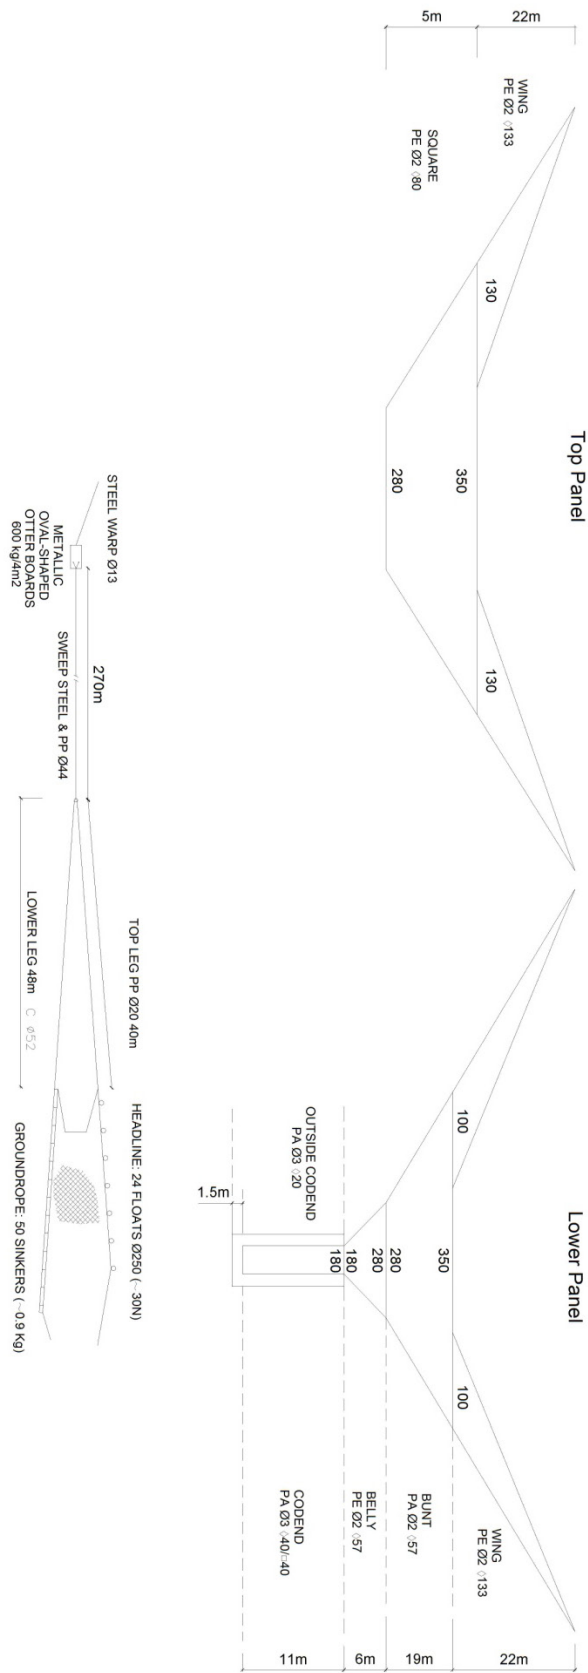 Top Panel
22m
5m
WING
PE Ø2 ◊133
SQUARE
PE Ø2 ◊80
130
350
130
280
Lower Panel
100
350
100
280
280
180
180
WING
PE Ø2 ◊133
BUNT
PA Ø2 ◊57
BELLY
PE Ø2 ◊57
CODEND
PA Ø3 ◊40/□40
OUTSIDE CODEND
PA Ø3 ◊20
1.5m
22m
19m
6m
11m
STEEL WARP Ø13
METALLIC
OVAL-SHAPED
OTTER BOARDS
600 kg/4m2
270m
SWEEP STEEL & PP Ø44
TOP LEG PP Ø20 40m
LOWER LEG 48m C ø52
HEADLINE: 24 FLOATS Ø250 (~ 30N)
GROUNDROPE: 50 SINKERS (~0.9 Kg)